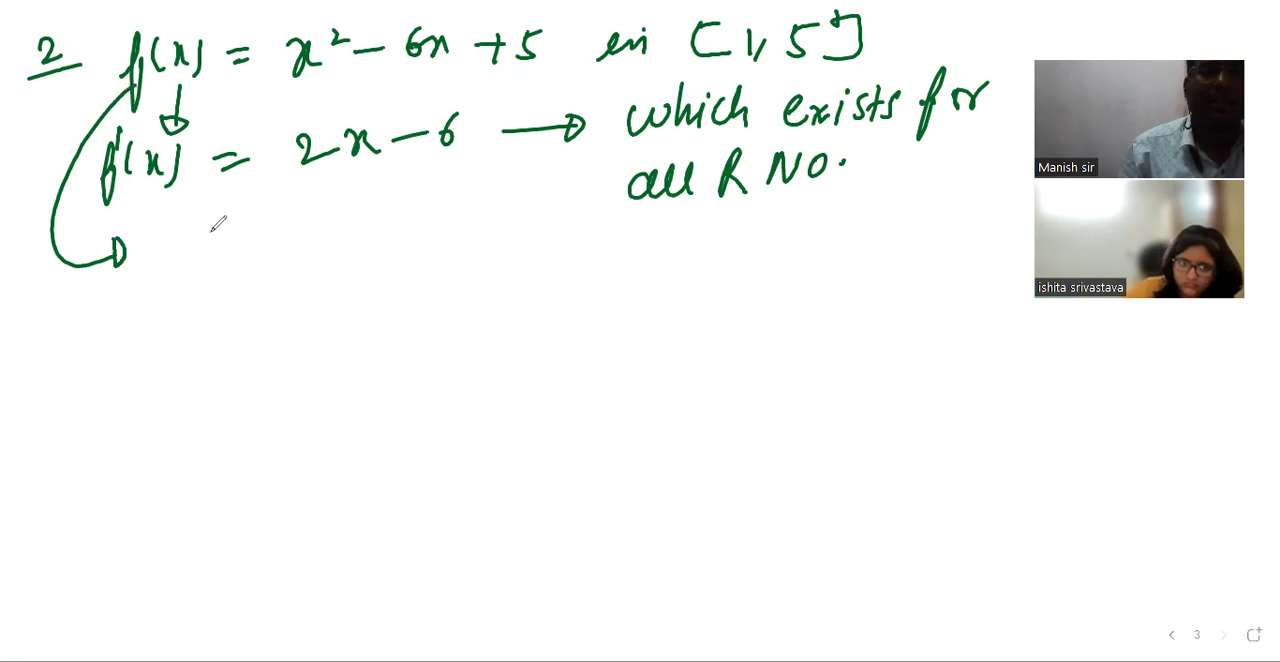 2 f(x) = x² - 6x + 5 in [1, 5]
f'(x) = 2x - 6 → which exists for
all R NO.
Manish sir
ishita srivastava
3